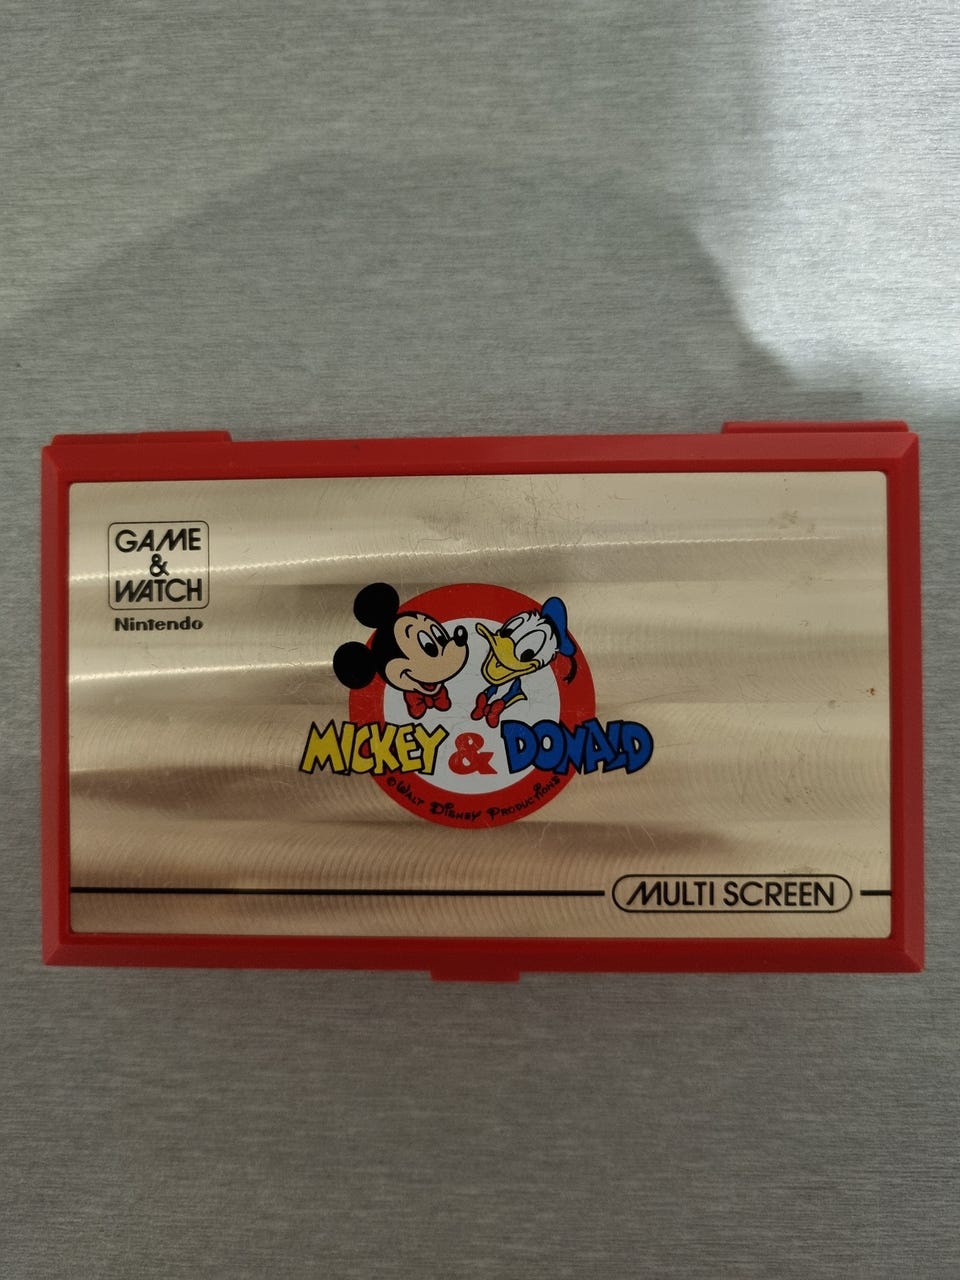 GAME
&
WATCH
Nintendo
MICKEY & DONALD
© WALT DISNEY PRODUCTIONS
MULTI SCREEN